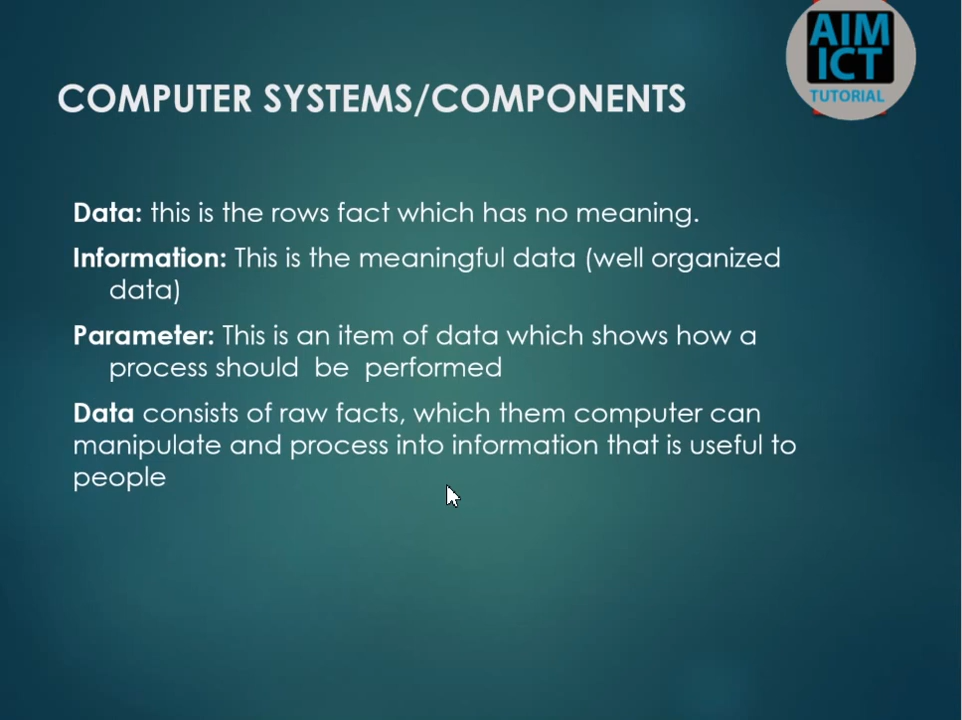 AIM
ICT
TUTORIAL
COMPUTER SYSTEMS/COMPONENTS
Data: this is the rows fact which has no meaning.
Information: This is the meaningful data (well organized
data)
Parameter: This is an item of data which shows how a
process should be performed
Data consists of raw facts, which them computer can
manipulate and process into information that is useful to
people